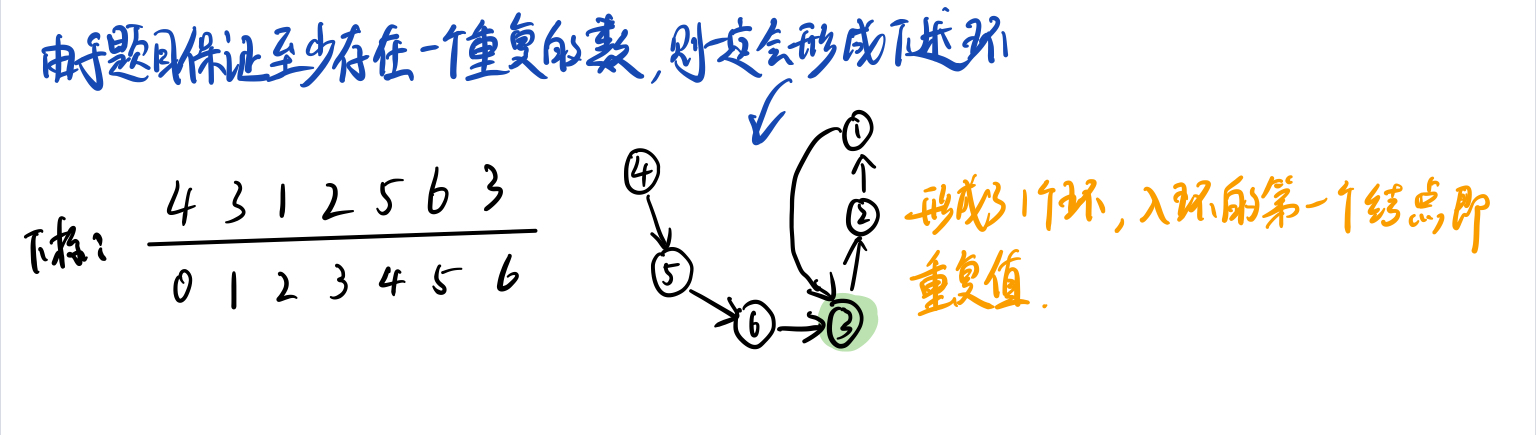 由于题目保证至少存在一个重复的数,则一定会形成下述环
4 3 1 2 5 6 3
下标:
0 1 2 3 4 5 6
4
5
6
3
2
1
形成了1个环,入环的第一个结点即
重复值.